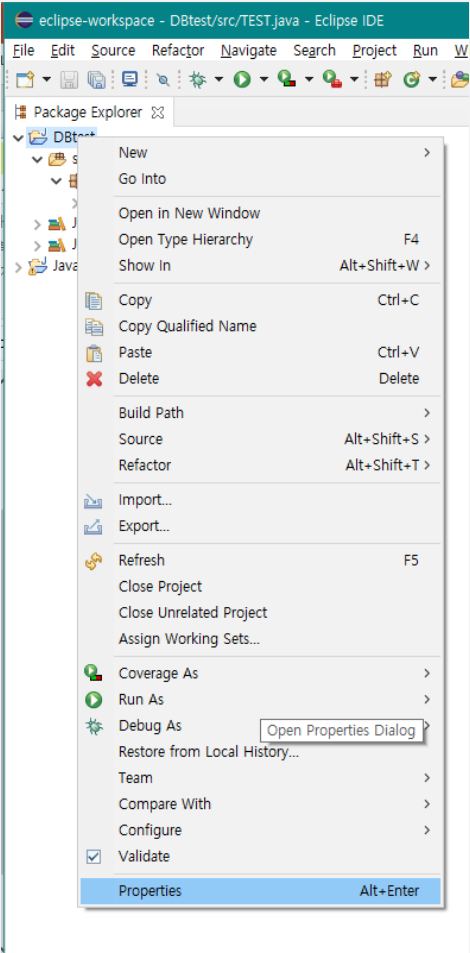 eclipse-workspace - DBtest/src/TEST.java - Eclipse IDE
File Edit Source Refactor Navigate Search Project Run W
Package Explorer
DBtest
New
Go Into
Open in New Window
Open Type Hierarchy F4
Show In Alt+Shift+W >
Copy Ctrl+C
Copy Qualified Name
Paste Ctrl+V
Delete Delete
Build Path
Source Alt+Shift+S >
Refactor Alt+Shift+T >
Java
Import...
Export...
Refresh F5
Close Project
Close Unrelated Project
Assign Working Sets...
Coverage As
Run As
Debug As
Open Properties Dialog
Restore from Local History...
Team
Compare With
Configure
Validate
Properties Alt+Enter